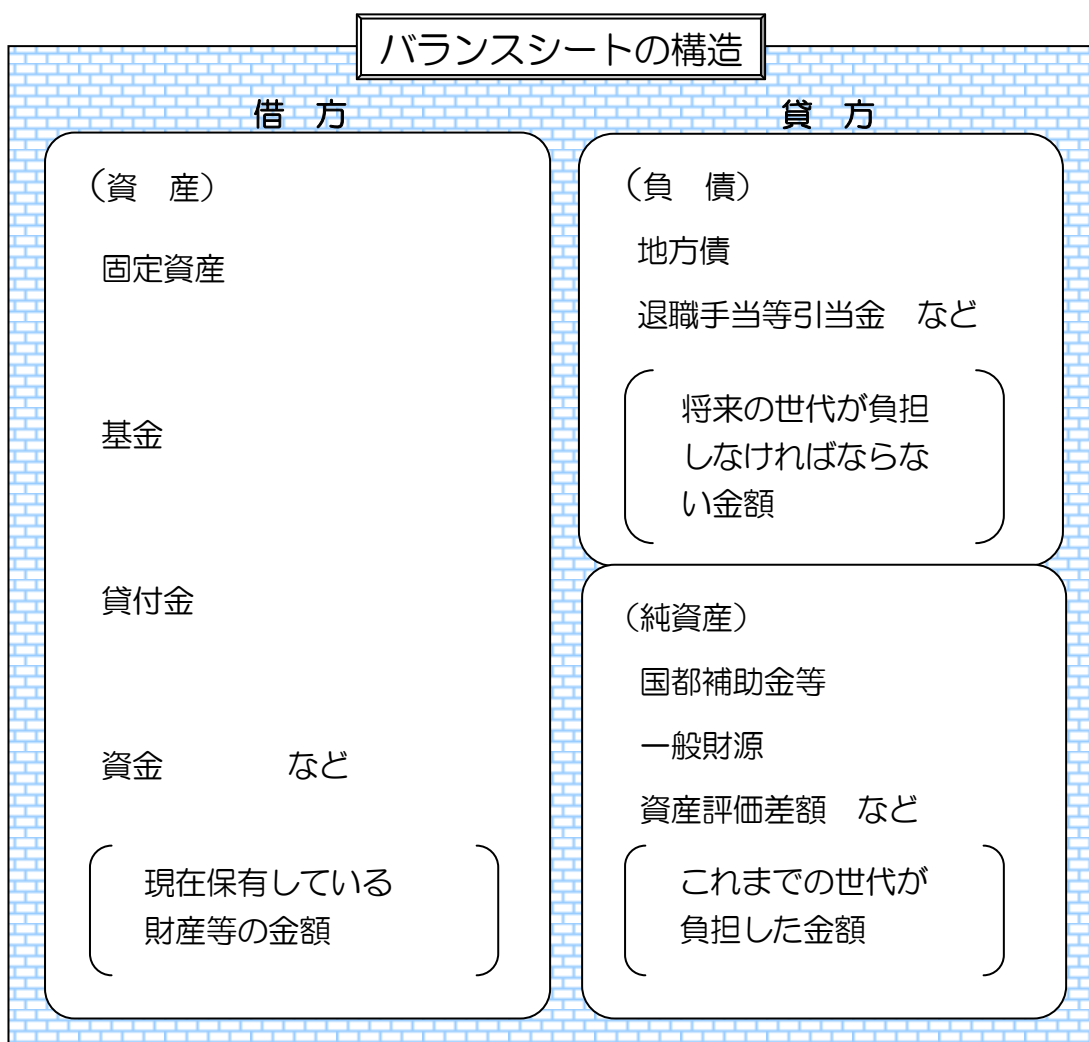 バランスシートの構造
借　方
（資　産）
固定資産
基金
貸付金
資金　　　　など
現在保有している
財産等の金額
貸　方
（負　債）
地方債
退職手当等引当金　など
将来の世代が負担
しなければならな
い金額
（純資産）
国都補助金等
一般財源
資産評価差額　など
これまでの世代が
負担した金額